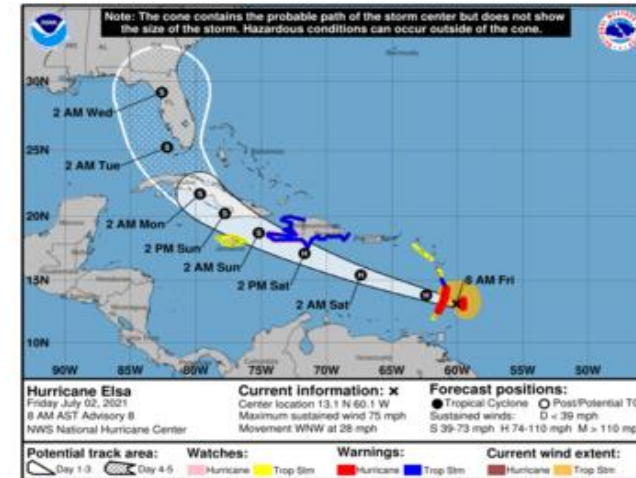 Note: The cone contains the probable path of the storm center but does not show
the size of the storm. Hazardous conditions can occur outside of the cone.
30N
2 AM Wed
25N
2 AM Tue
20N
2 AM Mon
2 PM Sun
2 AM Sun
15N
2 PM Sat
2 AM Sat
8 AM Fri
10N
90W 85W 80W 75W 70W 65W 60W 55W 50W
Hurricane Elsa
Friday July 02, 2021
8 AM AST Advisory 8
NWS National Hurricane Center
Current information: x
Center location 13.1 N 60.1 W
Maximum sustained wind 75 mph
Movement WNW at 28 mph
Forecast positions:
Tropical Cyclone Post/Potential TC
Sustained winds: D < 39 mph
S 39-73 mph H 74-110 mph M > 110 mph
Potential track area:
Day 1-3 Day 4-5
Watches:
Hurricane Trop Stm
Warnings:
Hurricane Trop Stm
Current wind extent:
Hurricane Trop Stm